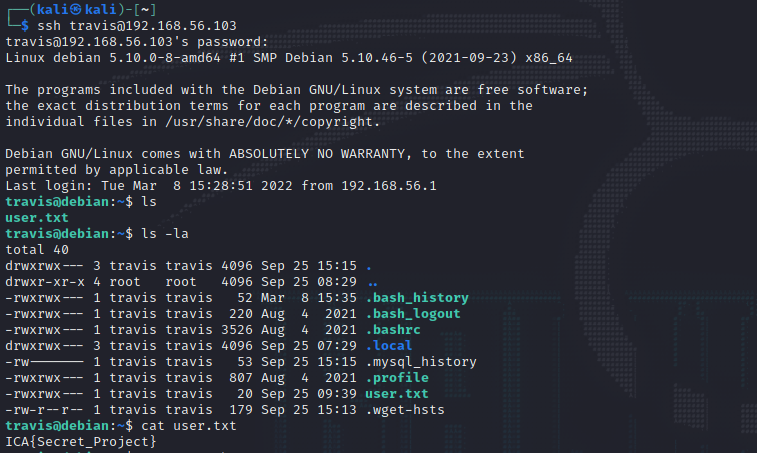 ┌──(kali㉿kali)-[~]
└─$ ssh travis@192.168.56.103
travis@192.168.56.103's password:
Linux debian 5.10.0-8-amd64 #1 SMP Debian 5.10.46-5 (2021-09-23) x86_64

The programs included with the Debian GNU/Linux system are free software;
the exact distribution terms for each program are described in the
individual files in /usr/share/doc/*/copyright.

Debian GNU/Linux comes with ABSOLUTELY NO WARRANTY, to the extent
permitted by applicable law.
Last login: Tue Mar  8 15:28:51 2022 from 192.168.56.1
travis@debian:~$ ls
user.txt
travis@debian:~$ ls -la
total 40
drwxrwx--- 3 travis travis 4096 Sep 25 15:15 .
drwxr-xr-x 4 root   root   4096 Sep 25 08:29 ..
-rwxrwx--- 1 travis travis   52 Mar  8 15:35 .bash_history
-rwxrwx--- 1 travis travis  220 Aug  4  2021 .bash_logout
-rwxrwx--- 1 travis travis 3526 Aug  4  2021 .bashrc
drwxrwx--- 3 travis travis 4096 Sep 25 07:29 .local
-rw------- 1 travis travis   53 Sep 25 15:15 .mysql_history
-rwxrwx--- 1 travis travis  807 Aug  4  2021 .profile
-rwxrwx--- 1 travis travis   20 Sep 25 09:39 user.txt
-rw-r--r-- 1 travis travis  179 Sep 25 15:13 .wget-hsts
travis@debian:~$ cat user.txt
ICA{Secret_Project}